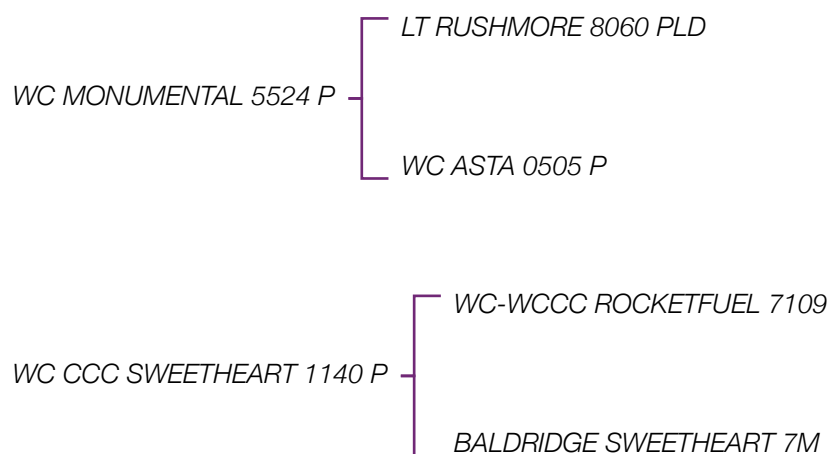 LT RUSHMORE 8060 PLD
WC MONUMENTAL 5524 P
WC ASTA 0505 P
WC-WCCC ROCKETFUEL 7109
WC CCC SWEETHEART 1140 P
BALDRIDGE SWEETHEART 7M